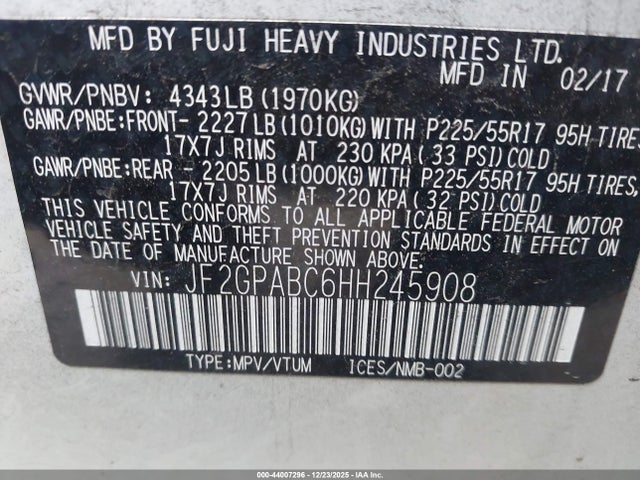 MFD BY FUJI HEAVY INDUSTRIES LTD.
MFD IN 02/17
GVWR/PNBV: 4343LB(1970KG)
GAWR/PNBE:FRONT- 2227LB(1010KG)WITH P225/55R17 95H TIRES,
17X7J RIMS AT 230 KPA( 33 PSI)COLD
GAWR/PNBE:REAR - 2205LB(1000KG)WITH P225/55R17 95H TIRES,
17X7J RIMS AT 220 KPA( 32 PSI)COLD
THIS VEHICLE CONFORMS TO ALL APPLICABLE FEDERAL MOTOR
VEHICLE SAFETY AND THEFT PREVENTION STANDARDS IN EFFECT ON
THE DATE OF MANUFACTURE SHOWN ABOVE.
VIN: JF2GPABC6HH245908
TYPE:MPV/VTUM ICES/NMB-002
000-44007296 - 12/23/2025 - IAA Inc.